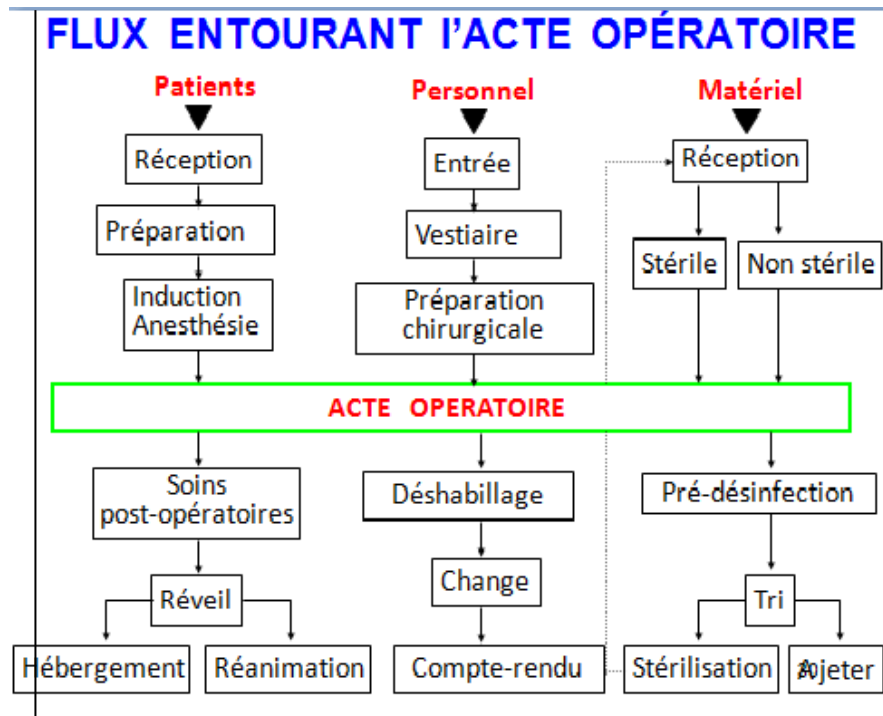 FLUX ENTOURANT l'ACTE OPÉRATOIRE
Patients
Personnel
Matériel
Réception
Entrée
Réception
Préparation
Vestiaire
Stérile
Non stérile
Induction
Anesthésie
Préparation
chirurgicale
ACTE OPERATOIRE
Soins
post-opératoires
Déshabillage
Pré-désinfection
Réveil
Change
Tri
Hébergement
Réanimation
Compte-rendu
Stérilisation
A jeter